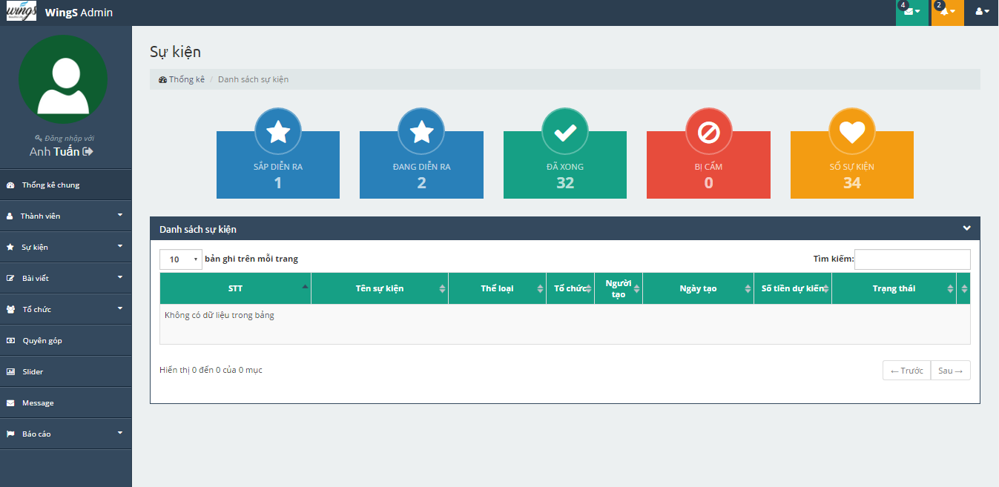 wings
WingS Admin
4
2
Đăng nhập với
Anh Tuấn
Thống kê chung
Thành viên
Sự kiện
Bài viết
Tổ chức
Quyên góp
Slider
Message
Báo cáo
Sự kiện
Thống kê / Danh sách sự kiện
SẮP DIỄN RA
1
ĐANG DIỄN RA
2
ĐÃ XONG
32
BỊ CẤM
0
SỐ SỰ KIỆN
34
Danh sách sự kiện
10 bản ghi trên mỗi trang
Tìm kiếm:
STT
Tên sự kiện
Thể loại
Tổ chức
Người
tạo
Ngày tạo
Số tiền dự kiến
Trạng thái
Không có dữ liệu trong bảng
Hiển thị 0 đến 0 của 0 mục
← Trước
Sau →